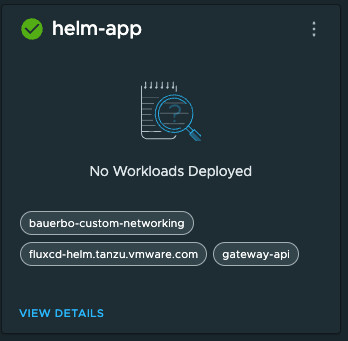 helm-app
?
No Workloads Deployed
bauerbo-custom-networking
fluxcd-helm.tanzu.vmware.com gateway-api
VIEW DETAILS